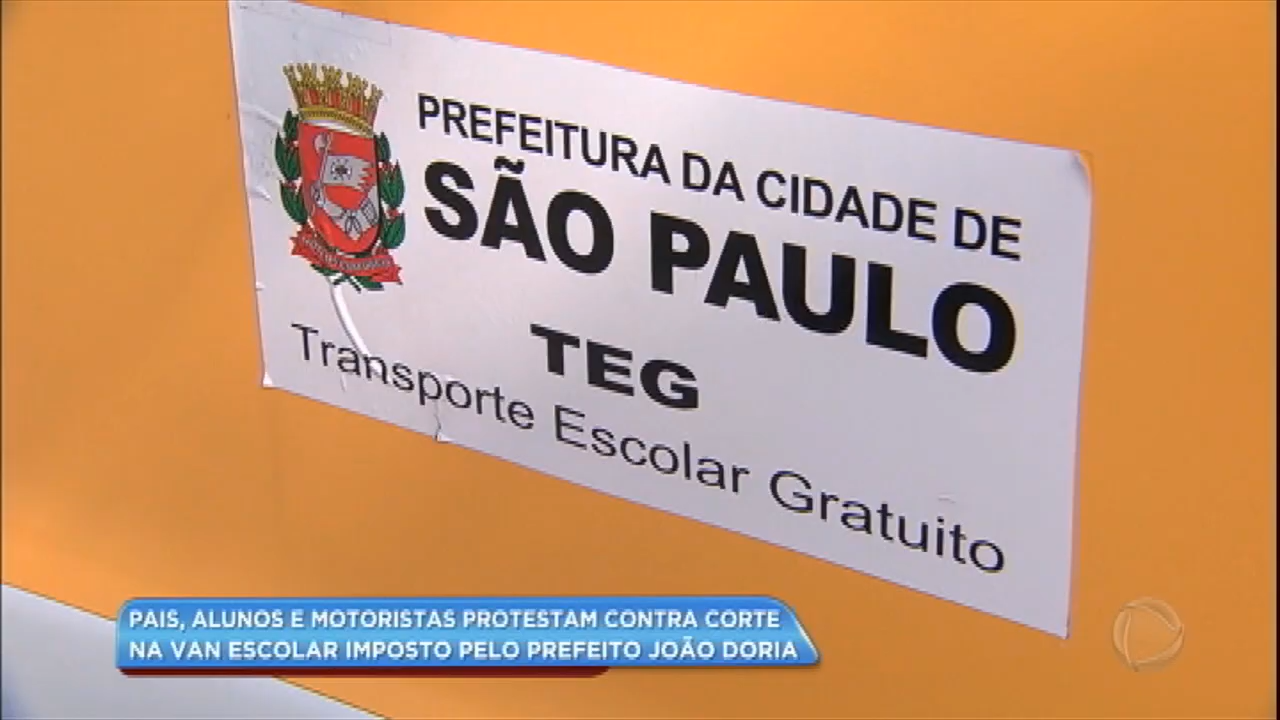 PREFEITURA DA CIDADE DE
SÃO PAULO
TEG
Transporte Escolar Gratuito
PAIS, ALUNOS E MOTORISTAS PROTESTAM CONTRA CORTE
NA VAN ESCOLAR IMPOSTO PELO PREFEITO JOÃO DORIA